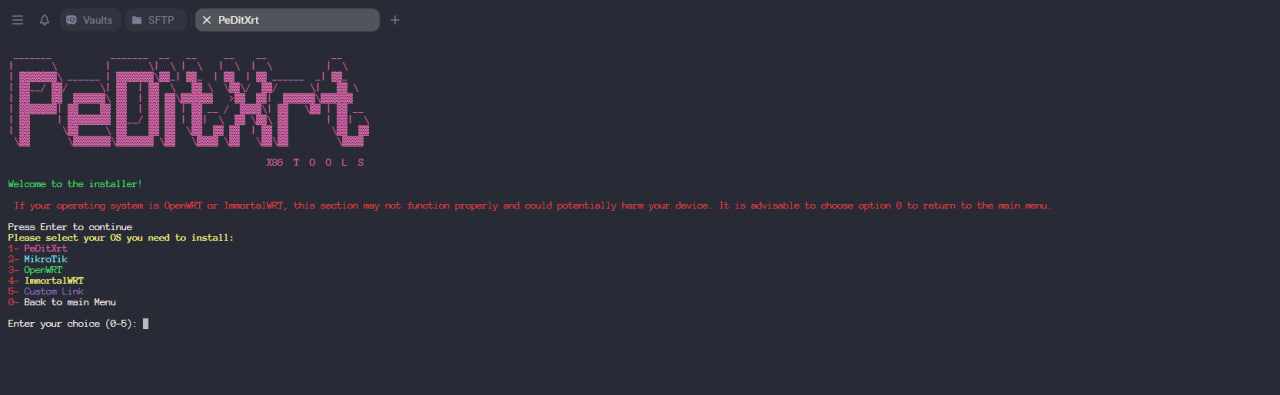 Vaults SFTP PeDitXrt
PeDitXrt
X86 T O O L S
Welcome to the installer!
If your operating system is OpenWRT or ImmortalWRT, this section may not function properly and could potentially harm your device. It is advisable to choose option 0 to return to the main menu.
Press Enter to continue
Please select your OS you need to install:
1- PeDitXrt
2- MikroTik
3- OpenWRT
4- ImmortalWRT
5- Custom Link
0- Back to main Menu
Enter your choice (0-5):